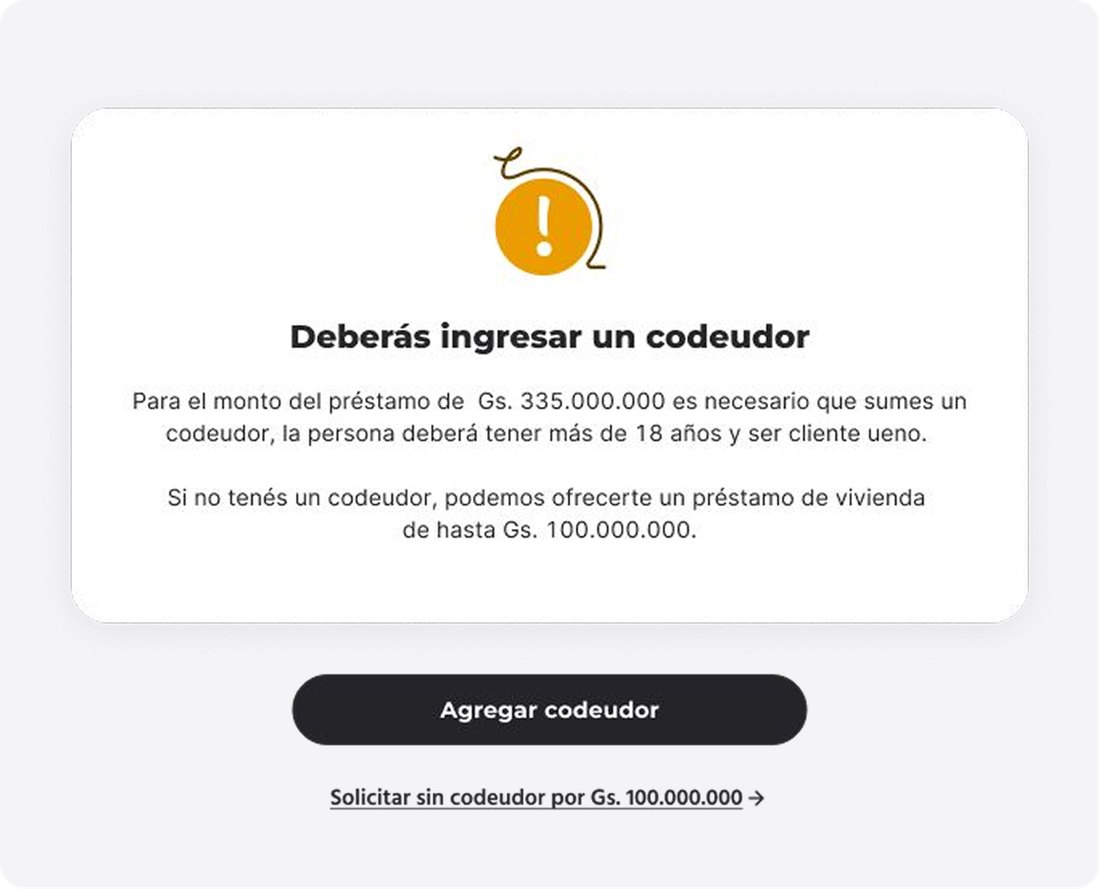 Deberás ingresar un codeudor
Para el monto del préstamo de Gs. 335.000.000 es necesario que sumes un
codeudor, la persona deberá tener más de 18 años y ser cliente ueno.
Si no tenés un codeudor, podemos ofrecerte un préstamo de vivienda
de hasta Gs. 100.000.000.
Agregar codeudor
Solicitar sin codeudor por Gs. 100.000.000 →